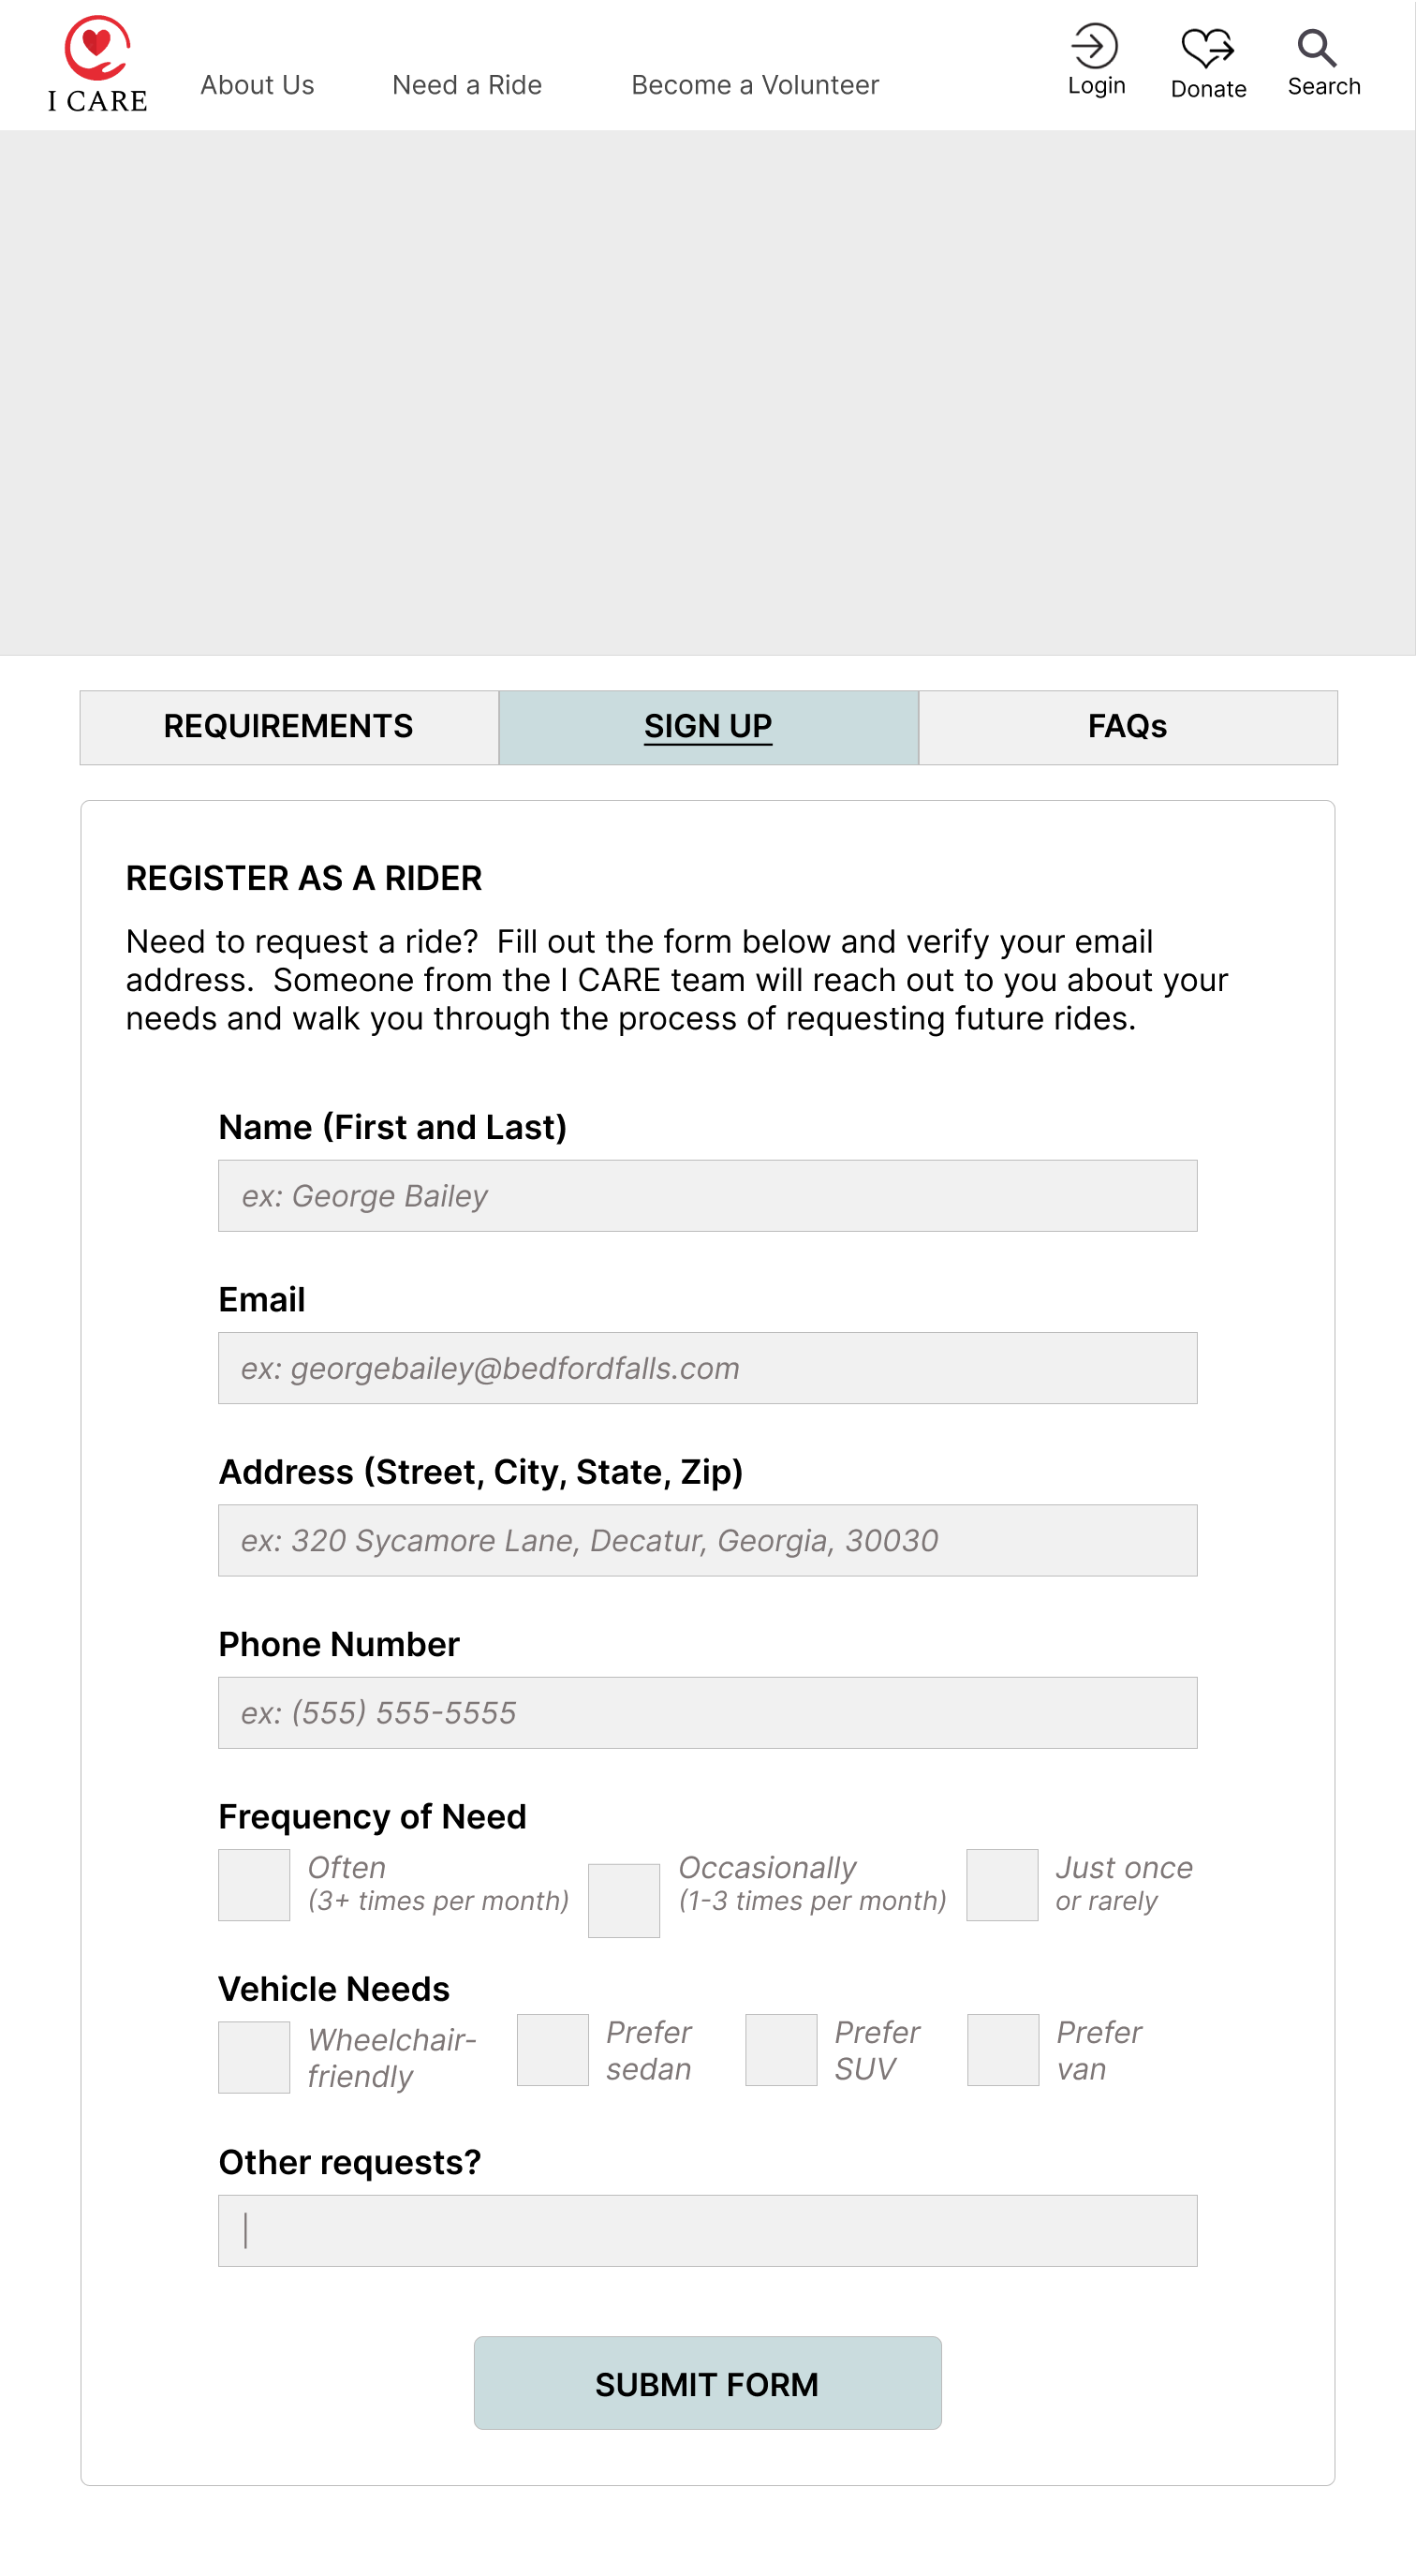 I CARE
About Us
Need a Ride
Become a Volunteer
Login
Donate
Search
REQUIREMENTS
SIGN UP
FAQs
REGISTER AS A RIDER
Need to request a ride?  Fill out the form below and verify your email
address.  Someone from the I CARE team will reach out to you about your
needs and walk you through the process of requesting future rides.
Name (First and Last)
ex: George Bailey
Email
ex: georgebailey@bedfordfalls.com
Address (Street, City, State, Zip)
ex: 320 Sycamore Lane, Decatur, Georgia, 30030
Phone Number
ex: (555) 555-5555
Frequency of Need
Often
(3+ times per month)
Occasionally
(1-3 times per month)
Just once
or rarely
Vehicle Needs
Wheelchair-
friendly
Prefer
sedan
Prefer
SUV
Prefer
van
Other requests?
SUBMIT FORM